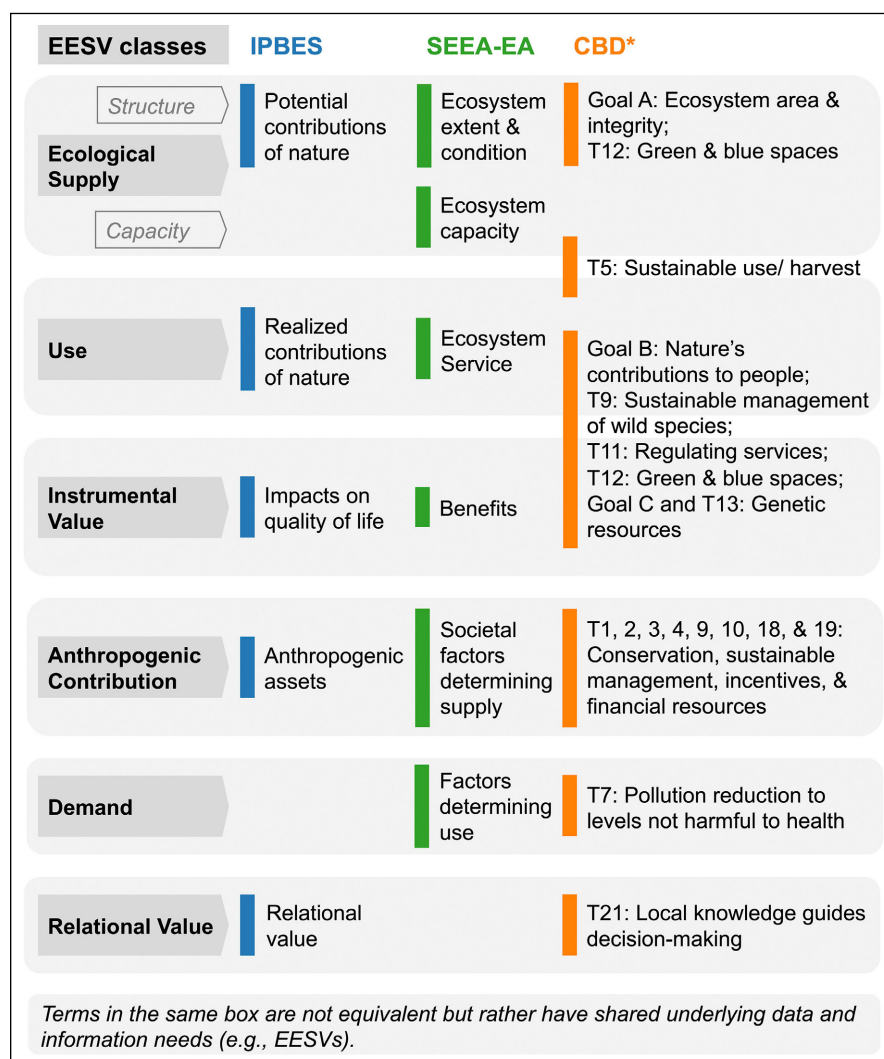 EESV classes
IPBES
SEEA-EA
CBD*
Structure
Ecological
Supply
Capacity
Potential
contributions
of nature
Ecosystem
extent &
condition
Ecosystem
capacity
Goal A: Ecosystem area &
integrity;
T12: Green & blue spaces
T5: Sustainable use/ harvest
Use
Realized
contributions
of nature
Ecosystem
Service
Goal B: Nature's
contributions to people;
T9: Sustainable management
of wild species;
T11: Regulating services;
T12: Green & blue spaces;
Goal C and T13: Genetic
resources
Instrumental
Value
Impacts on
quality of life
Benefits
Anthropogenic
Contribution
Anthropogenic
assets
Societal
factors
determining
supply
T1, 2, 3, 4, 9, 10, 18, & 19:
Conservation, sustainable
management, incentives, &
financial resources
Demand
Factors
determining
use
T7: Pollution reduction to
levels not harmful to health
Relational Value
Relational
value
T21: Local knowledge guides
decision-making
Terms in the same box are not equivalent but rather have shared underlying data and
information needs (e.g., EESVs).